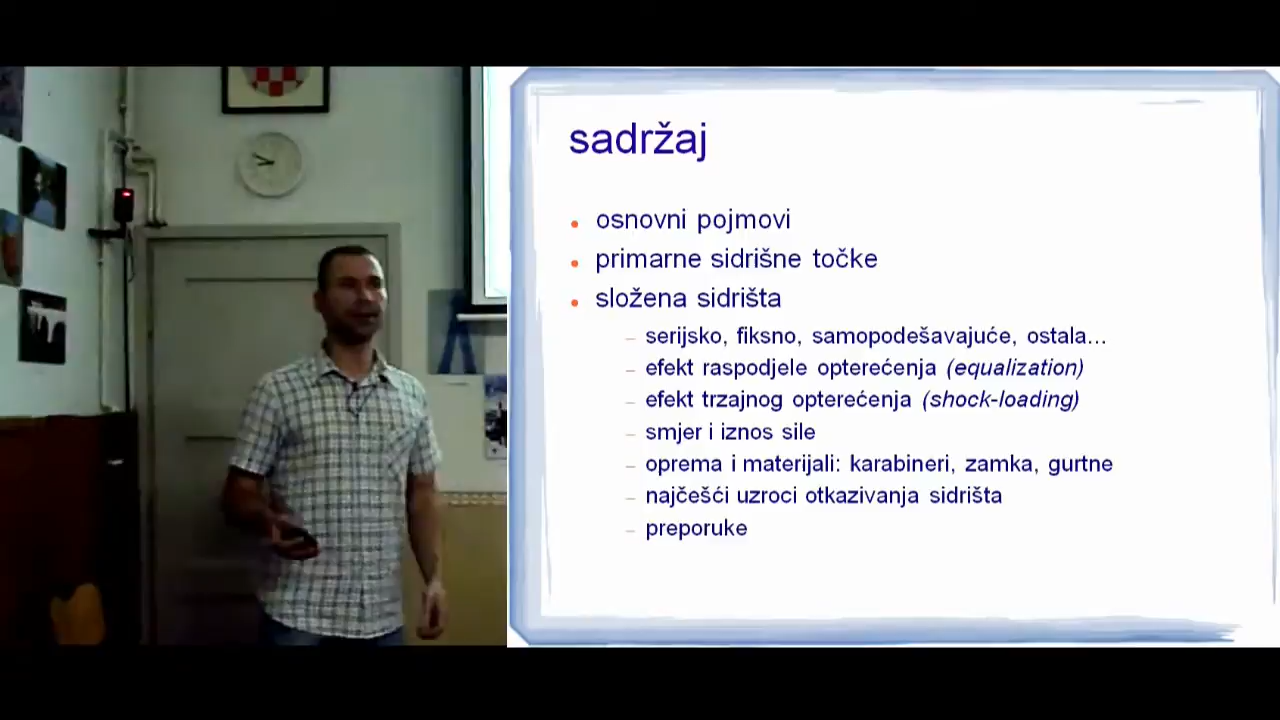 sadržaj
osnovni pojmovi
primarne sidrišne točke
složena sidrišta
serijsko, fiksno, samopodešavajuće, ostala…
efekt raspodjele opterećenja (equalization)
efekt trzajnog opterećenja (shock-loading)
smjer i iznos sile
oprema i materijali: karabineri, zamka, gurtne
najčešći uzroci otkazivanja sidrišta
preporuke